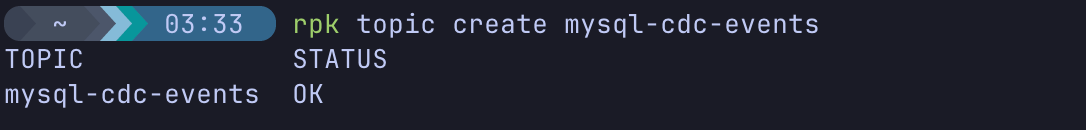 ~ 03:33 rpk topic create mysql-cdc-events
TOPIC STATUS
mysql-cdc-events OK